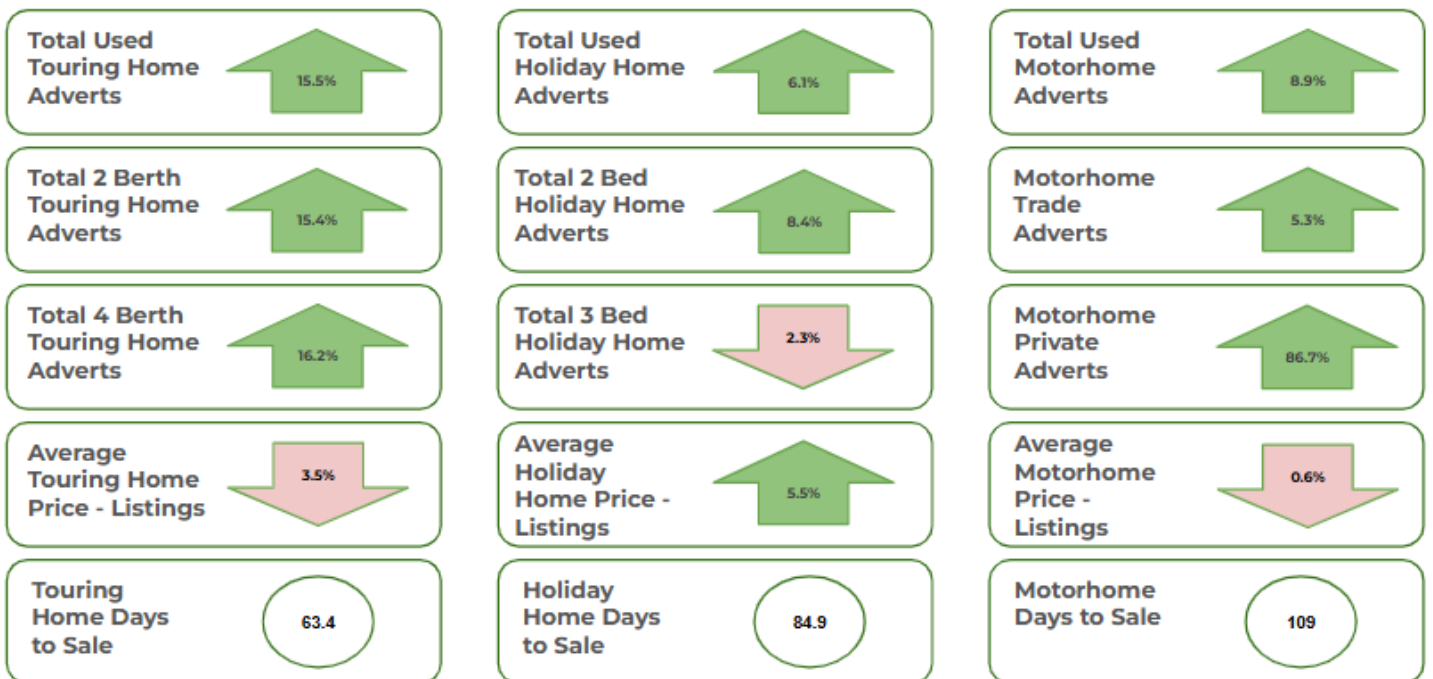 Total Used
Touring Home
Adverts
15.5%
Total Used
Holiday Home
Adverts
6.1%
Total Used
Motorhome
Adverts
8.9%
Total 2 Berth
Touring Home
Adverts
15.4%
Total 2 Bed
Holiday Home
Adverts
8.4%
Motorhome
Trade
Adverts
5.3%
Total 4 Berth
Touring Home
Adverts
16.2%
Total 3 Bed
Holiday Home
Adverts
2.3%
Motorhome
Private
Adverts
86.7%
Average
Touring Home
Price - Listings
3.5%
Average
Holiday
Home Price -
Listings
5.5%
Average
Motorhome
Price -
Listings
0.6%
Touring
Home Days
to Sale
63.4
Holiday
Home Days
to Sale
84.9
Motorhome
Days to Sale
109